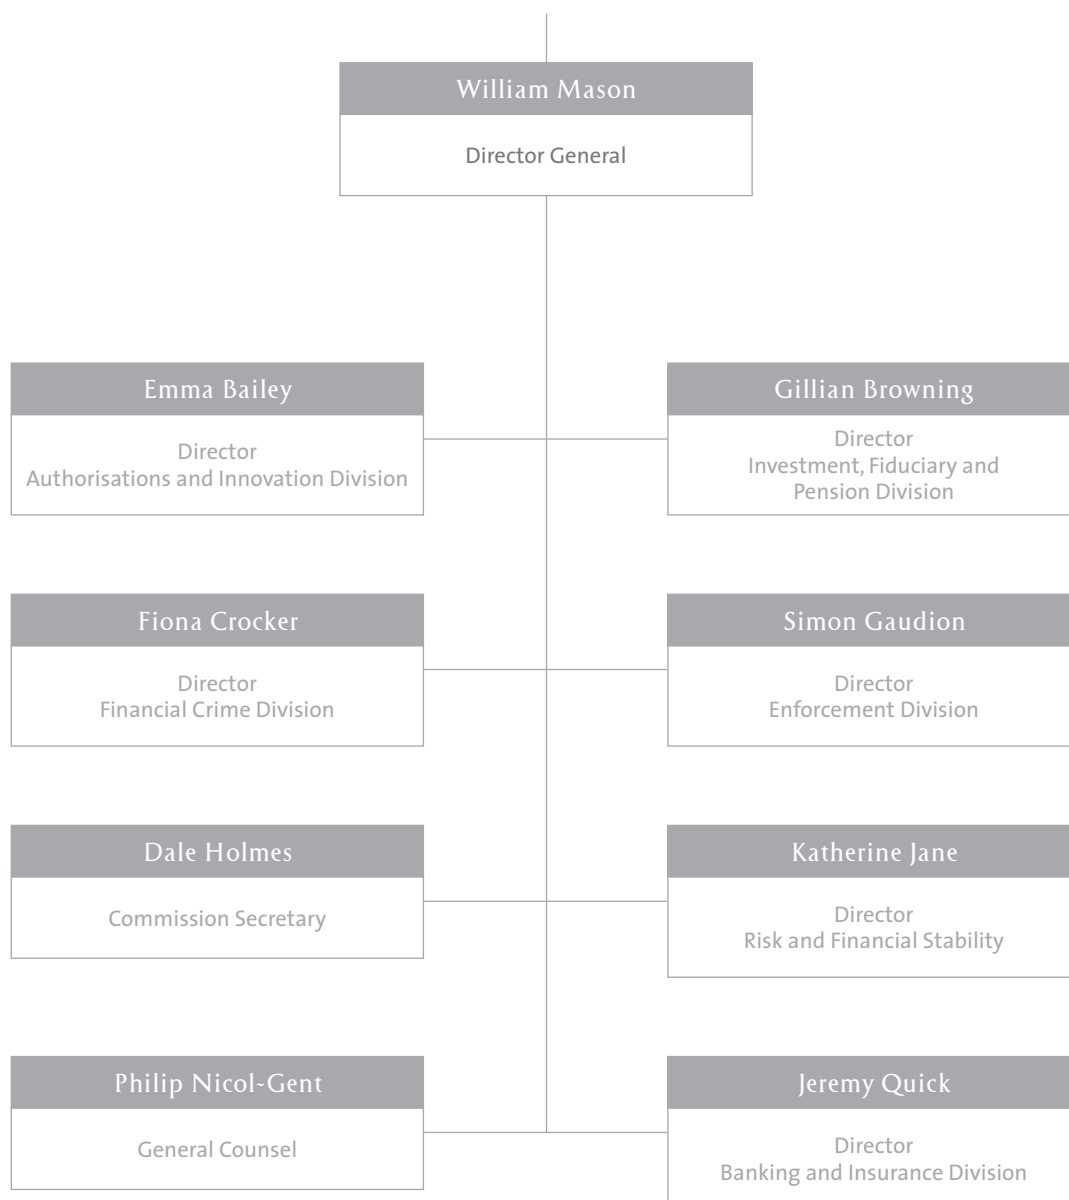 William Mason
Director General
Emma Bailey
Director
Authorisations and Innovation Division
Gillian Browning
Director
Investment, Fiduciary and
Pension Division
Fiona Crocker
Director
Financial Crime Division
Simon Gaudion
Director
Enforcement Division
Dale Holmes
Commission Secretary
Katherine Jane
Director
Risk and Financial Stability
Philip Nicol-Gent
General Counsel
Jeremy Quick
Director
Banking and Insurance Division